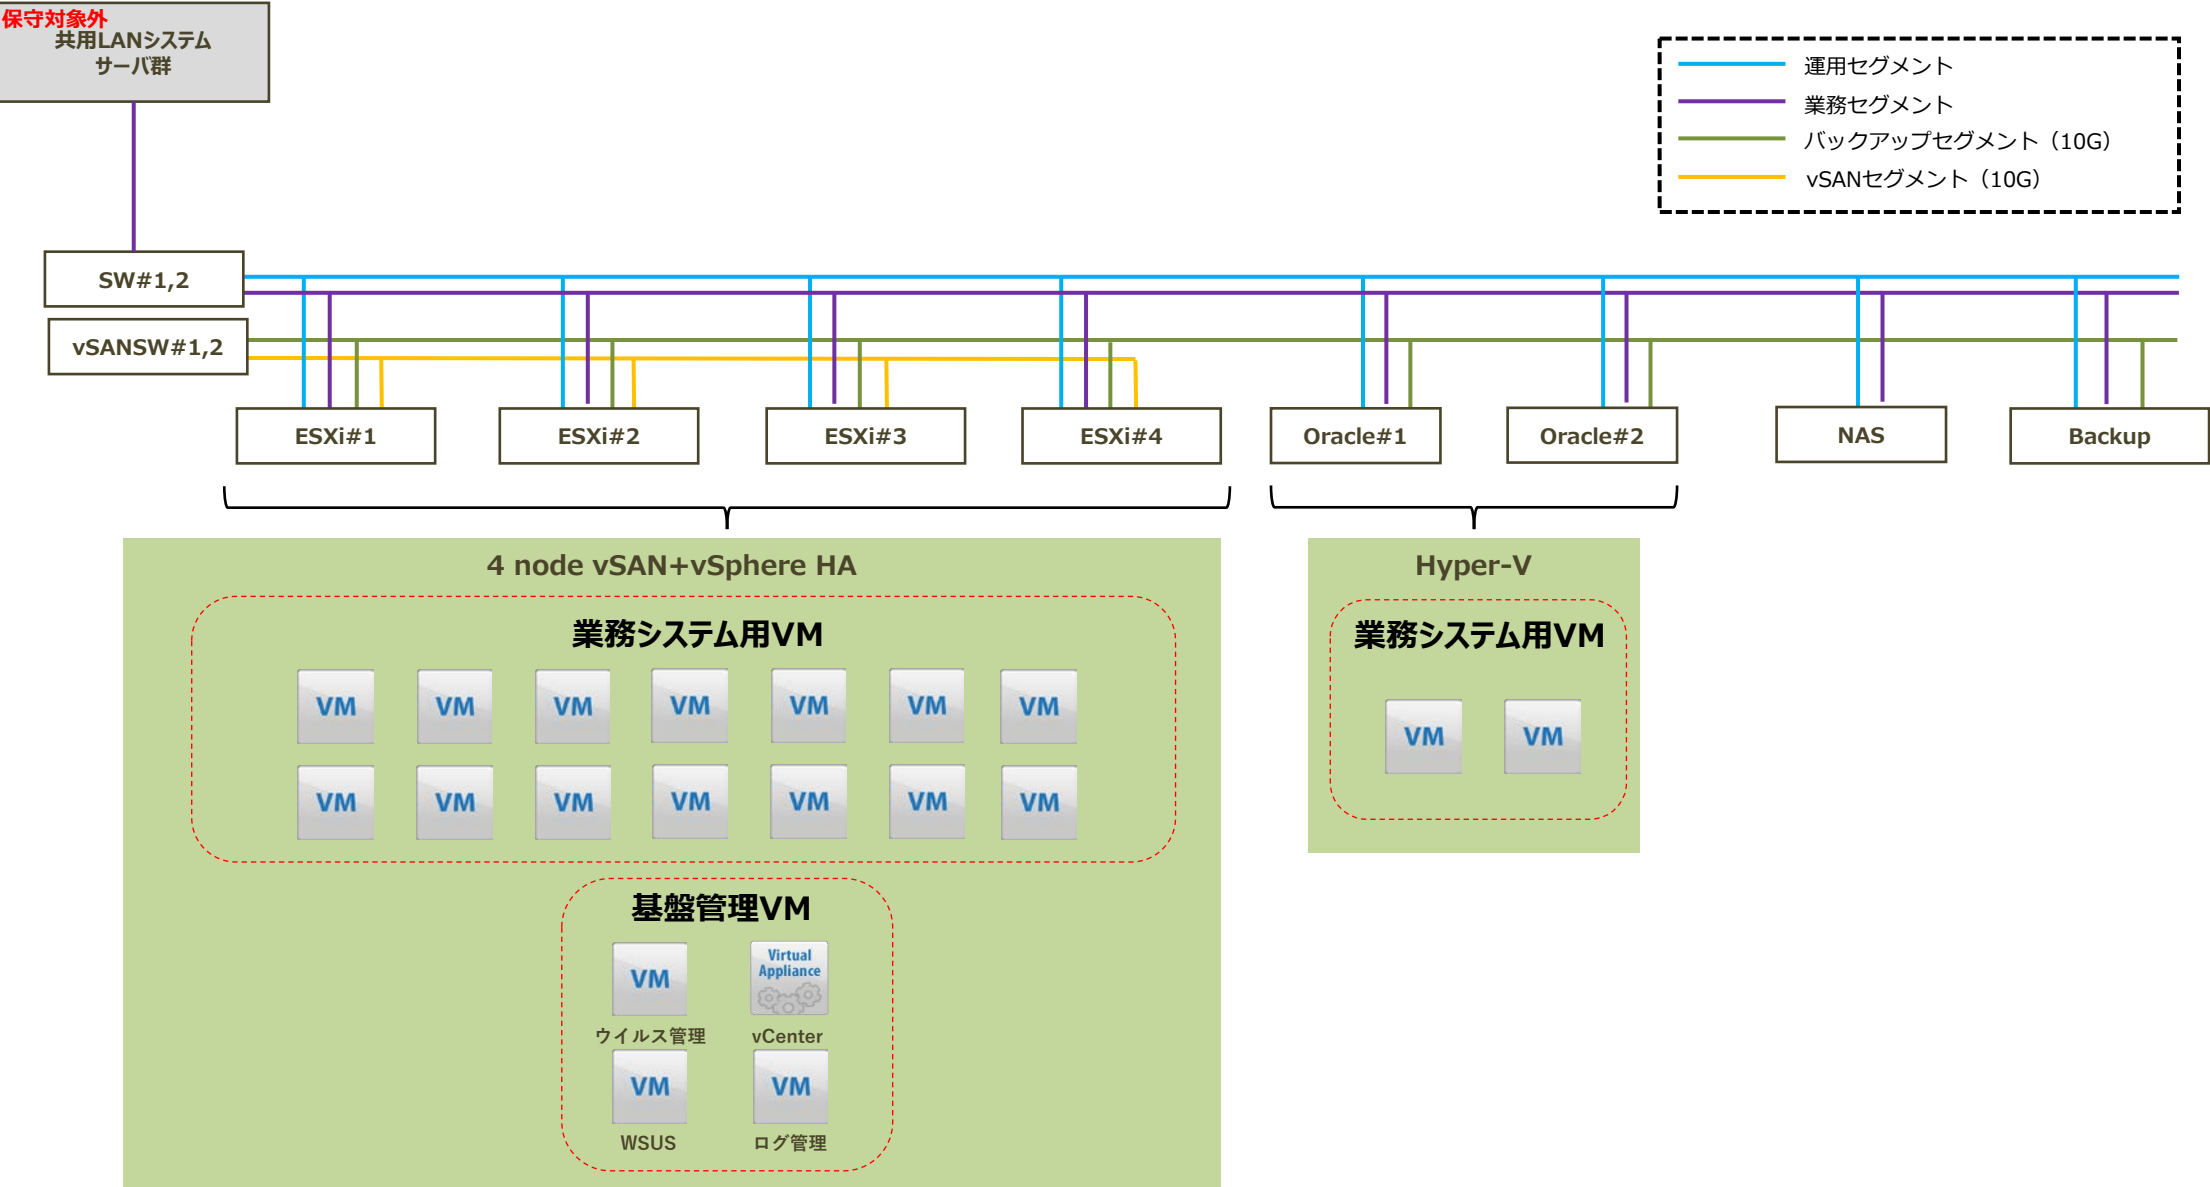 保守対象外
共用LANシステム
サーバ群
運用セグメント
業務セグメント
バックアップセグメント（10G）
vSANセグメント（10G）
SW#1,2
vSANSW#1,2
ESXi#1
ESXi#2
ESXi#3
ESXi#4
Oracle#1
Oracle#2
NAS
Backup
4 node vSAN+vSphere HA
業務システム用VM
VM VM VM VM VM VM VM
VM VM VM VM VM VM VM
基盤管理VM
VM
Virtual
Appliance
ウイルス管理
vCenter
VM
VM
WSUS
ログ管理
Hyper-V
業務システム用VM
VM VM